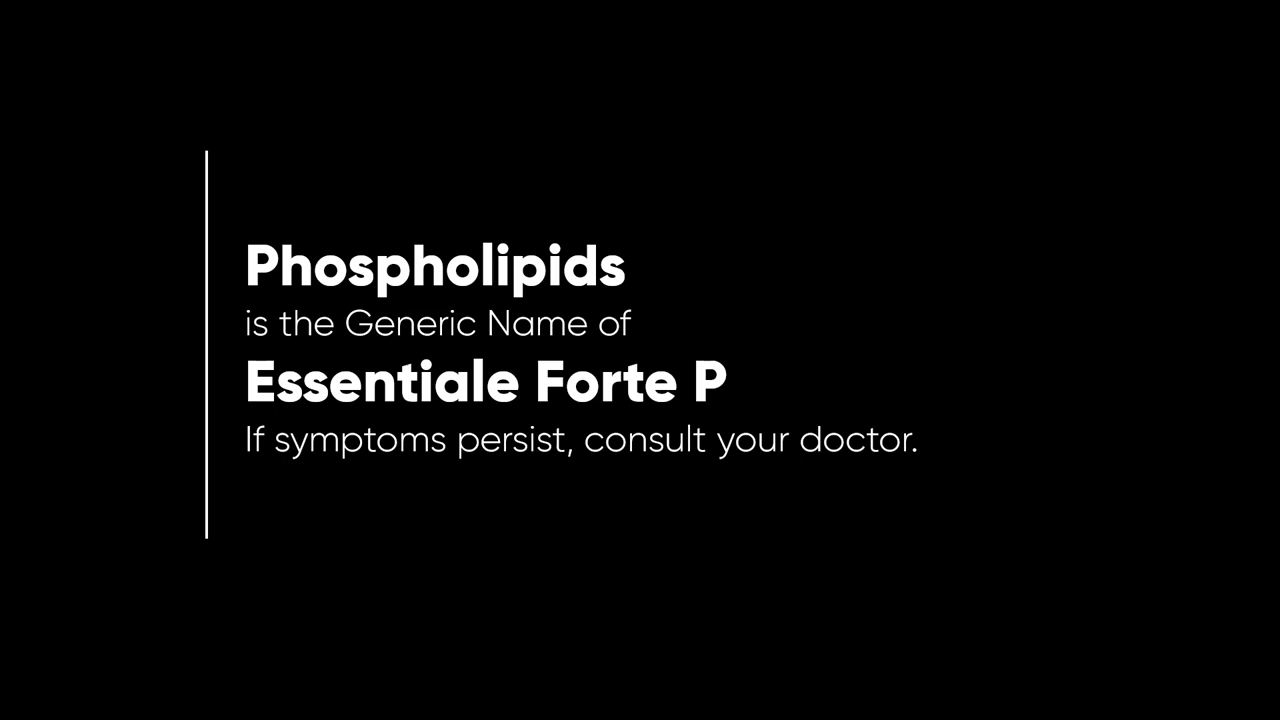 Phospholipids
is the Generic Name of
Essentiale Forte P
If symptoms persist, consult your doctor.